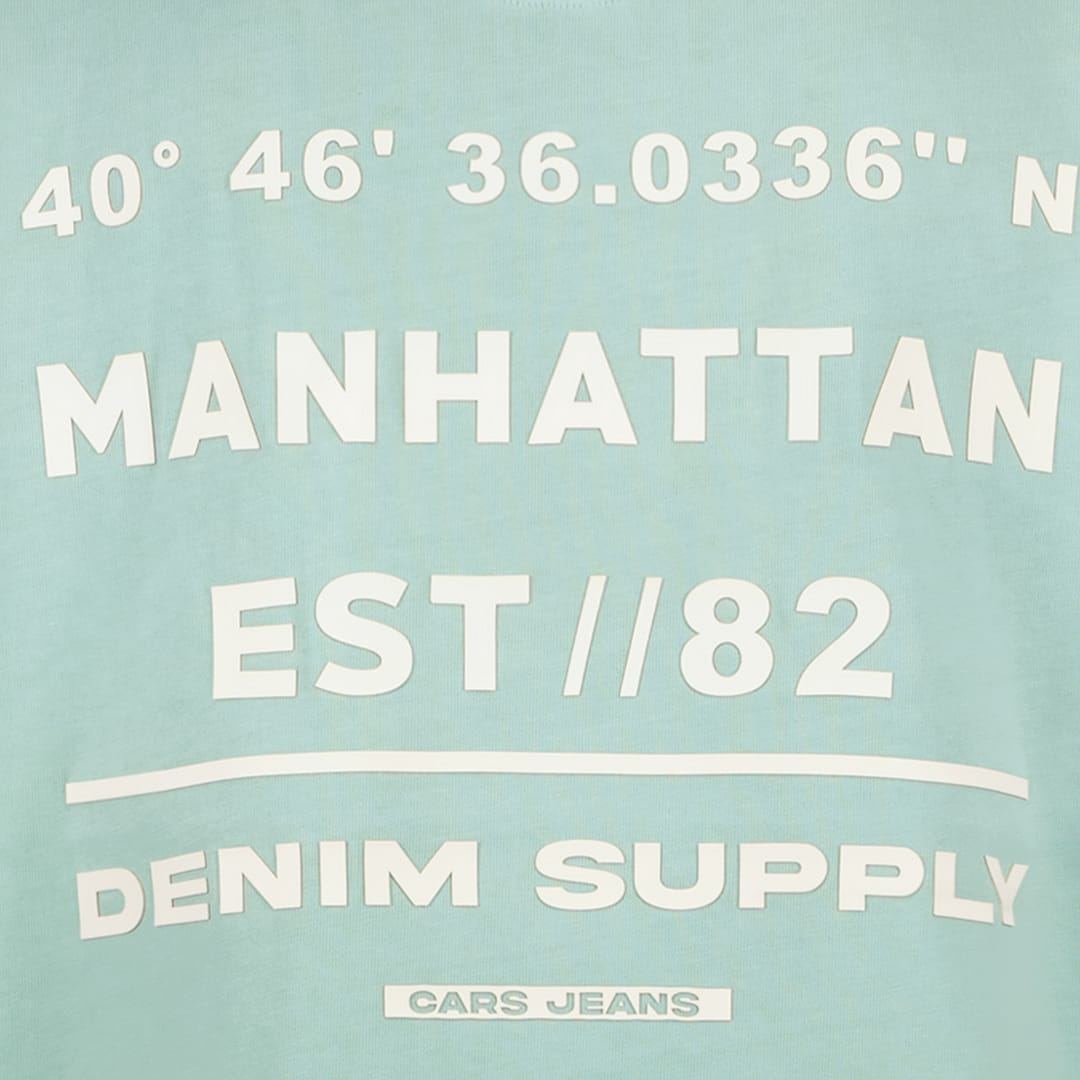 40° 46' 36.0336'' N
MANHATTAN
EST//82
DENIM SUPPLY
CARS JEANS